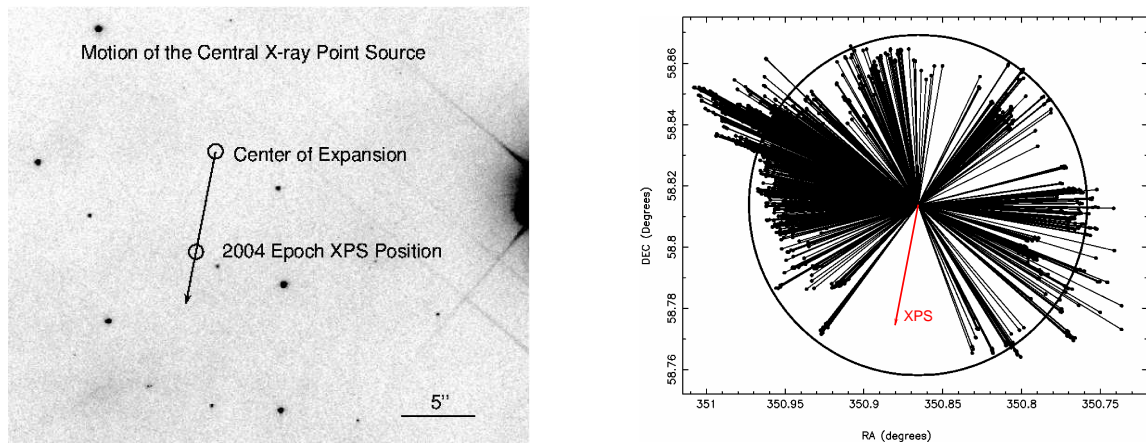 Motion of the Central X-ray Point Source
Center of Expansion
2004 Epoch XPS Position
5"
DEC (Degrees)
58.86
58.84
58.82
58.8
58.78
58.76
XPS
351
350.95
350.9
350.85
350.8
350.75
RA (degrees)